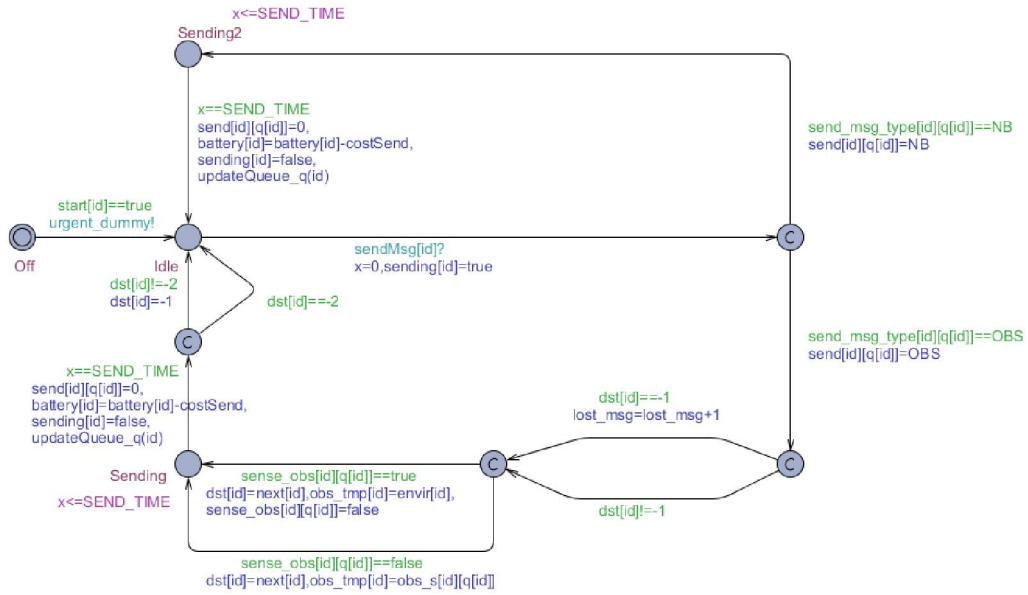 x<=SEND_TIME
Sending2
x==SEND_TIME
send[id][q[id]]=0,
battery[id]=battery[id]-costSend,
sending[id]=false,
updateQueue_q(id)
send_msg_type[id][q[id]]==NB
send[id][q[id]]=NB
start[id]==true
urgent_dummy!
Off
Idle
sendMsg[id]?
x=0,sending[id]=true
C
dst[id]!=-2
dst[id]=-1
dst[id]==-2
C
send_msg_type[id][q[id]]==OBS
send[id][q[id]]=OBS
x==SEND_TIME
send[id][q[id]]=0,
battery[id]=battery[id]-costSend,
sending[id]=false,
updateQueue_q(id)
dst[id]==-1
lost_msg=lost_msg+1
Sending
x<=SEND_TIME
C
C
sense_obs[id][q[id]]==true
dst[id]=next[id],obs_tmp[id]=envir[id],
sense_obs[id][q[id]]=false
dst[id]!=-1
sense_obs[id][q[id]]==false
dst[id]=next[id],obs_tmp[id]=obs_s[id][q[id]]